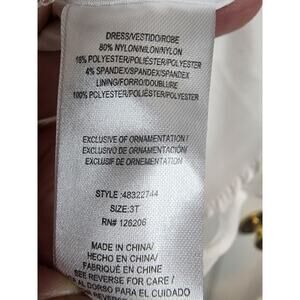 DRESS/VESTIDO/ROBE
80% NYLON/NILON/NYLON
16% POLYESTER/POLIÉSTER/POLYESTER
4% SPANDEX/SPANDEX/SPANDEX
LINING/FORRO/DOUBLURE
100% POLYESTER/POLIÉSTER/POLYESTER
EXCLUSIVE OF ORNAMENTATION /
EXCLUSIVO DE ORNAMENTACIÓN/
EXCLUSIF DE ORNEMENTATION
STYLE :48322744
SIZE:3T
RN# 126206
MADE IN CHINA/
HECHO EN CHINA/
FABRIQUÉ EN CHINE
SEE REVERSE FOR CARE /
AL DORSO PARA EL CUIDADO